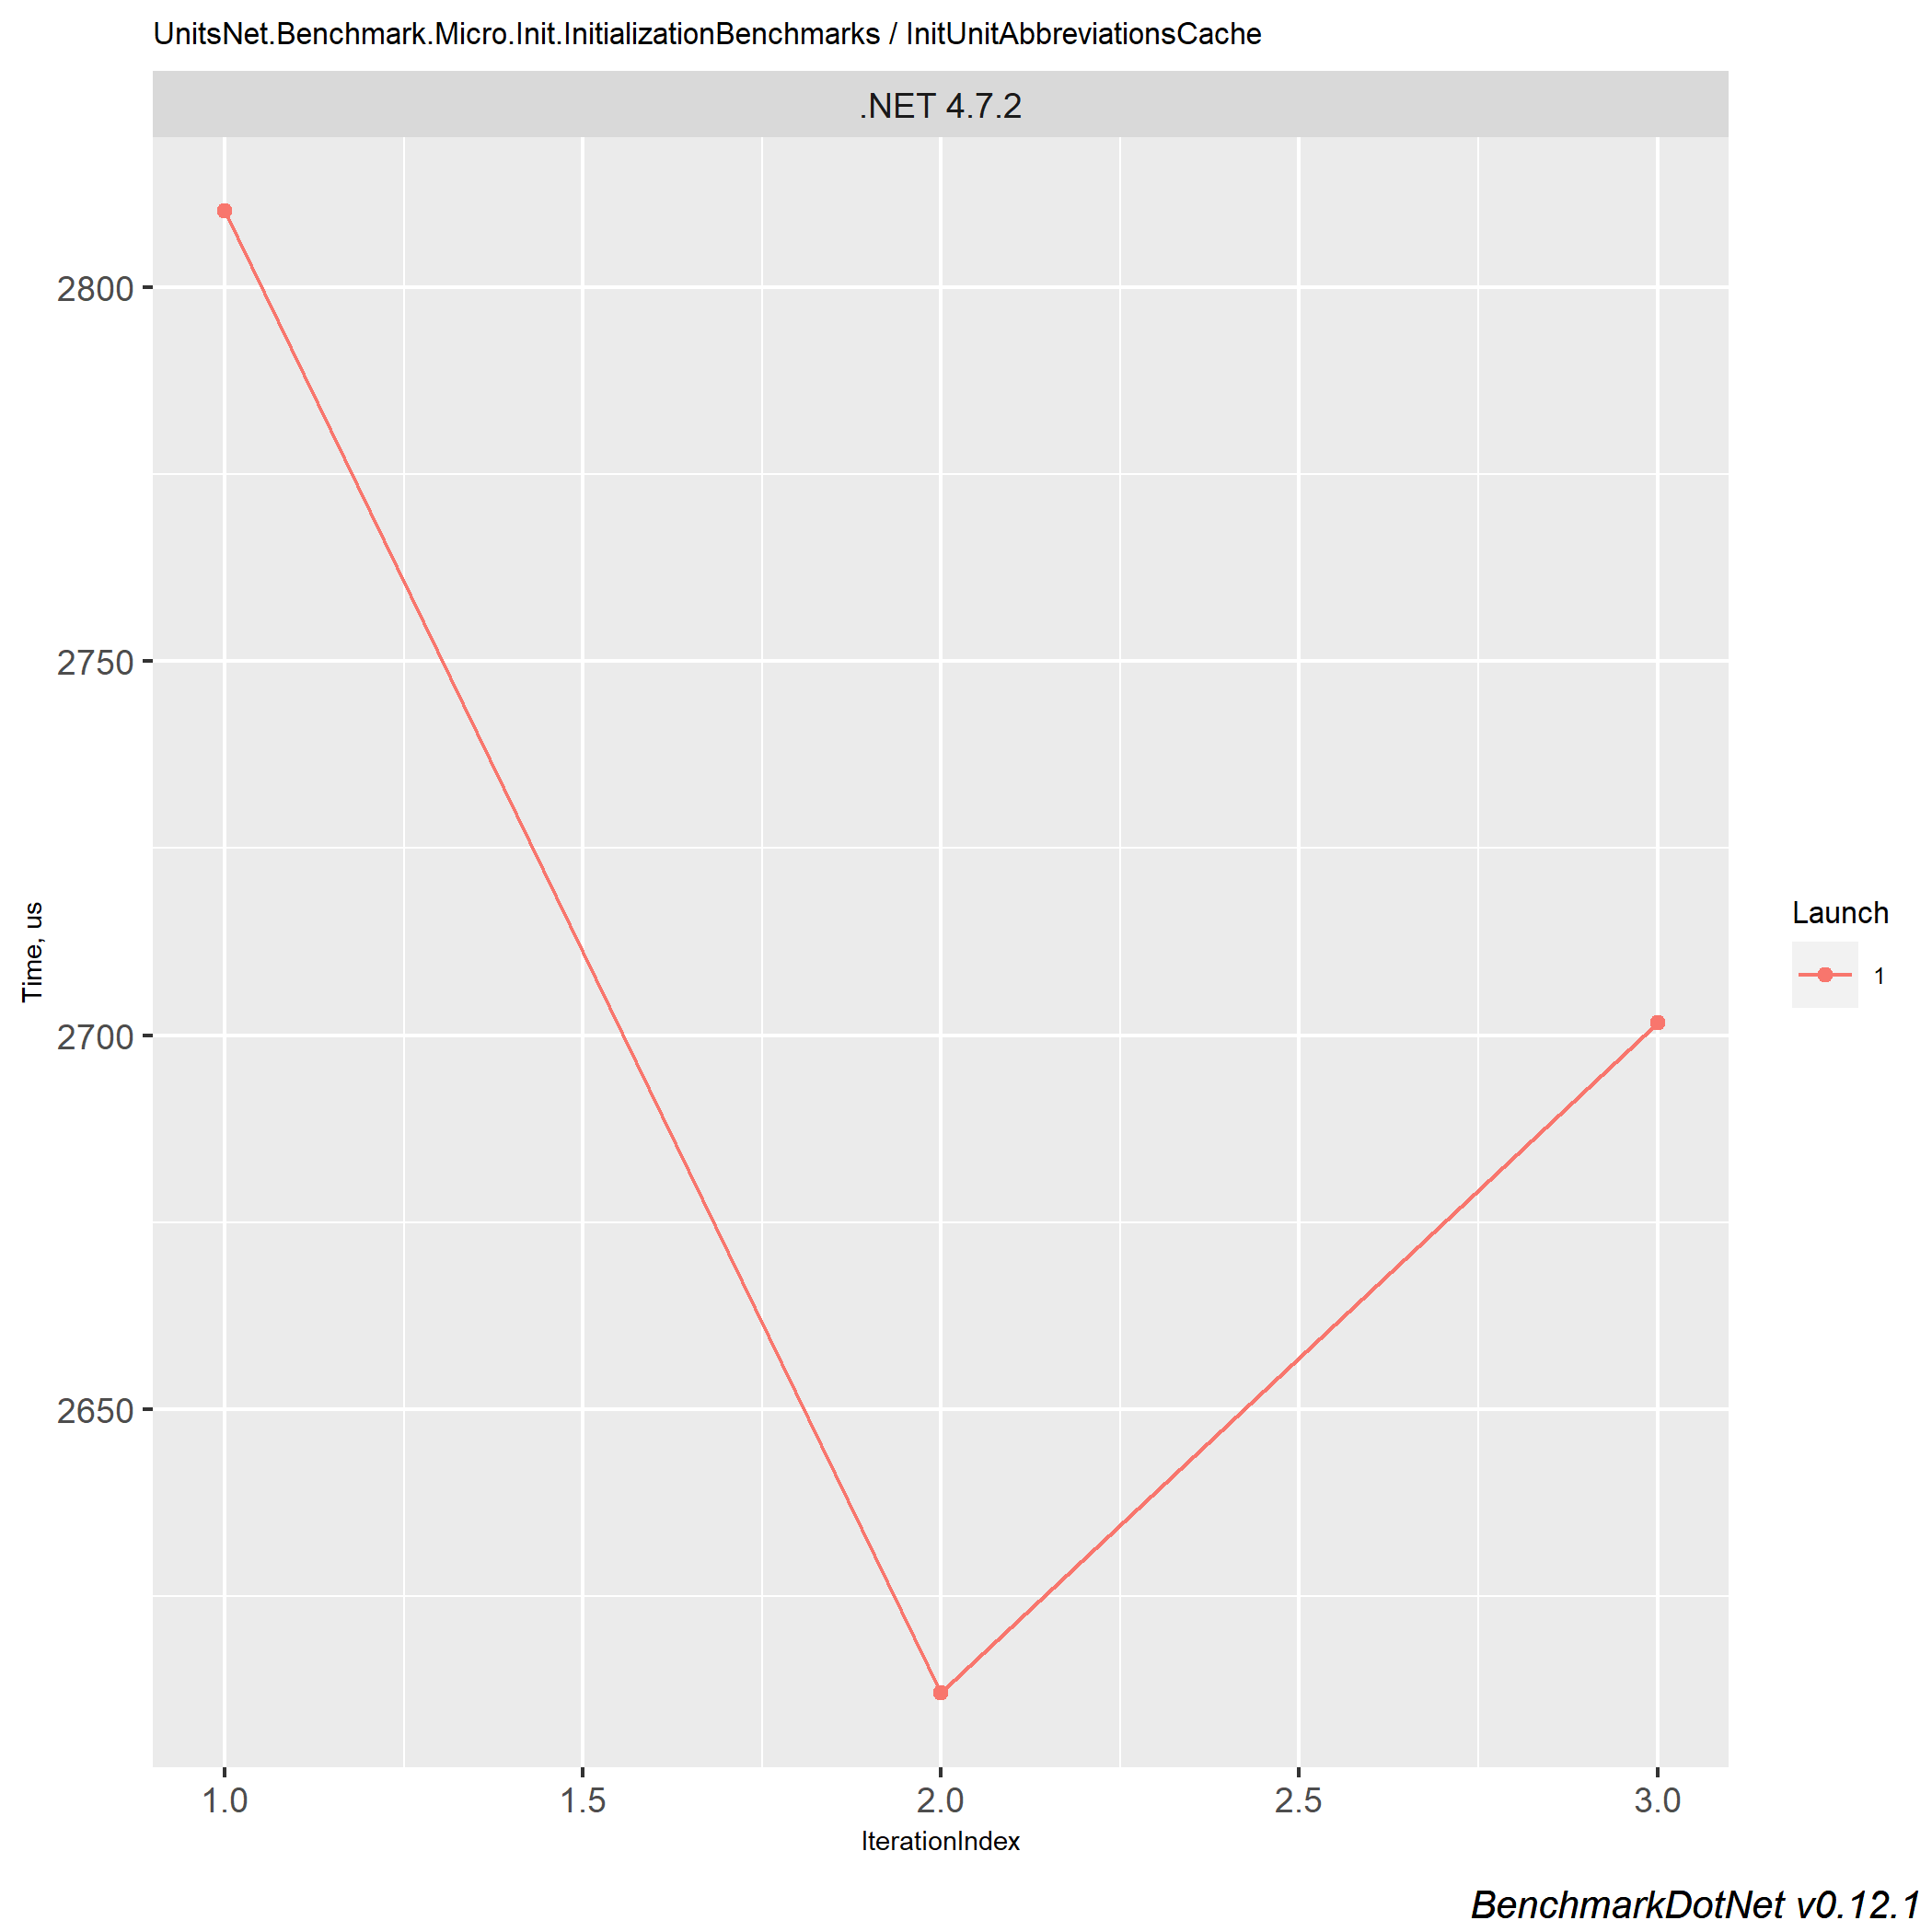 UnitsNet.Benchmark.Micro.Init.InitializationBenchmarks / InitUnitAbbreviationsCache
.NET 4.7.2
2800
2750
2700
2650
Time, us
1.0 1.5 2.0 2.5 3.0
IterationIndex
Launch
1
BenchmarkDotNet v0.12.1